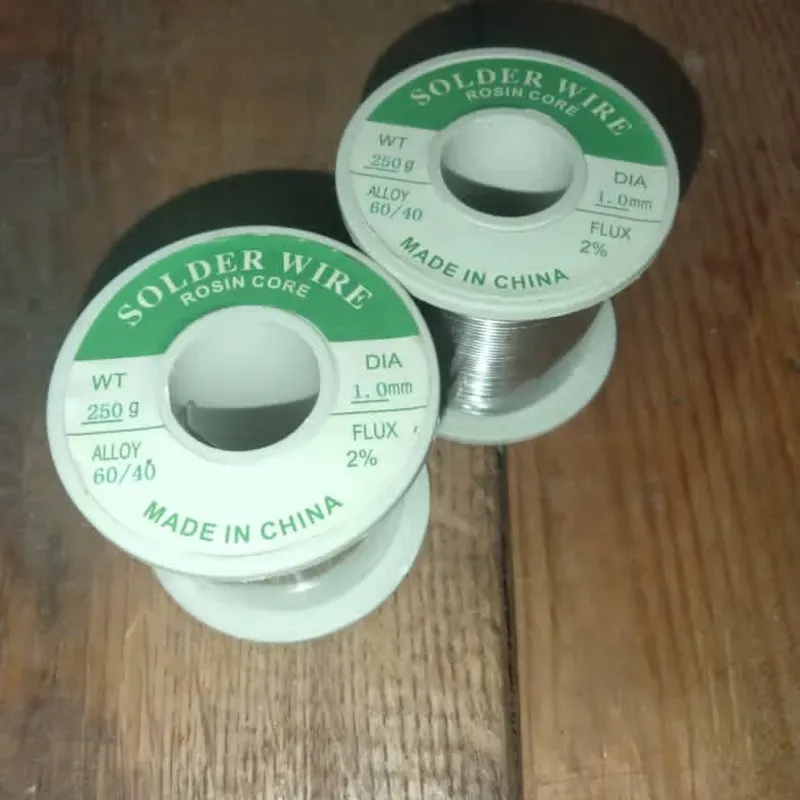 SOLDER WIRE
ROSIN CORE
WT
250 g
DIA
1.0mm
ALLOY
60/40
FLUX
2%
MADE IN CHINA
SOLDER WIRE
ROSIN CORE
WT
250 g
DIA
1.0mm
ALLOY
60/40
FLUX
2%
MADE IN CHINA